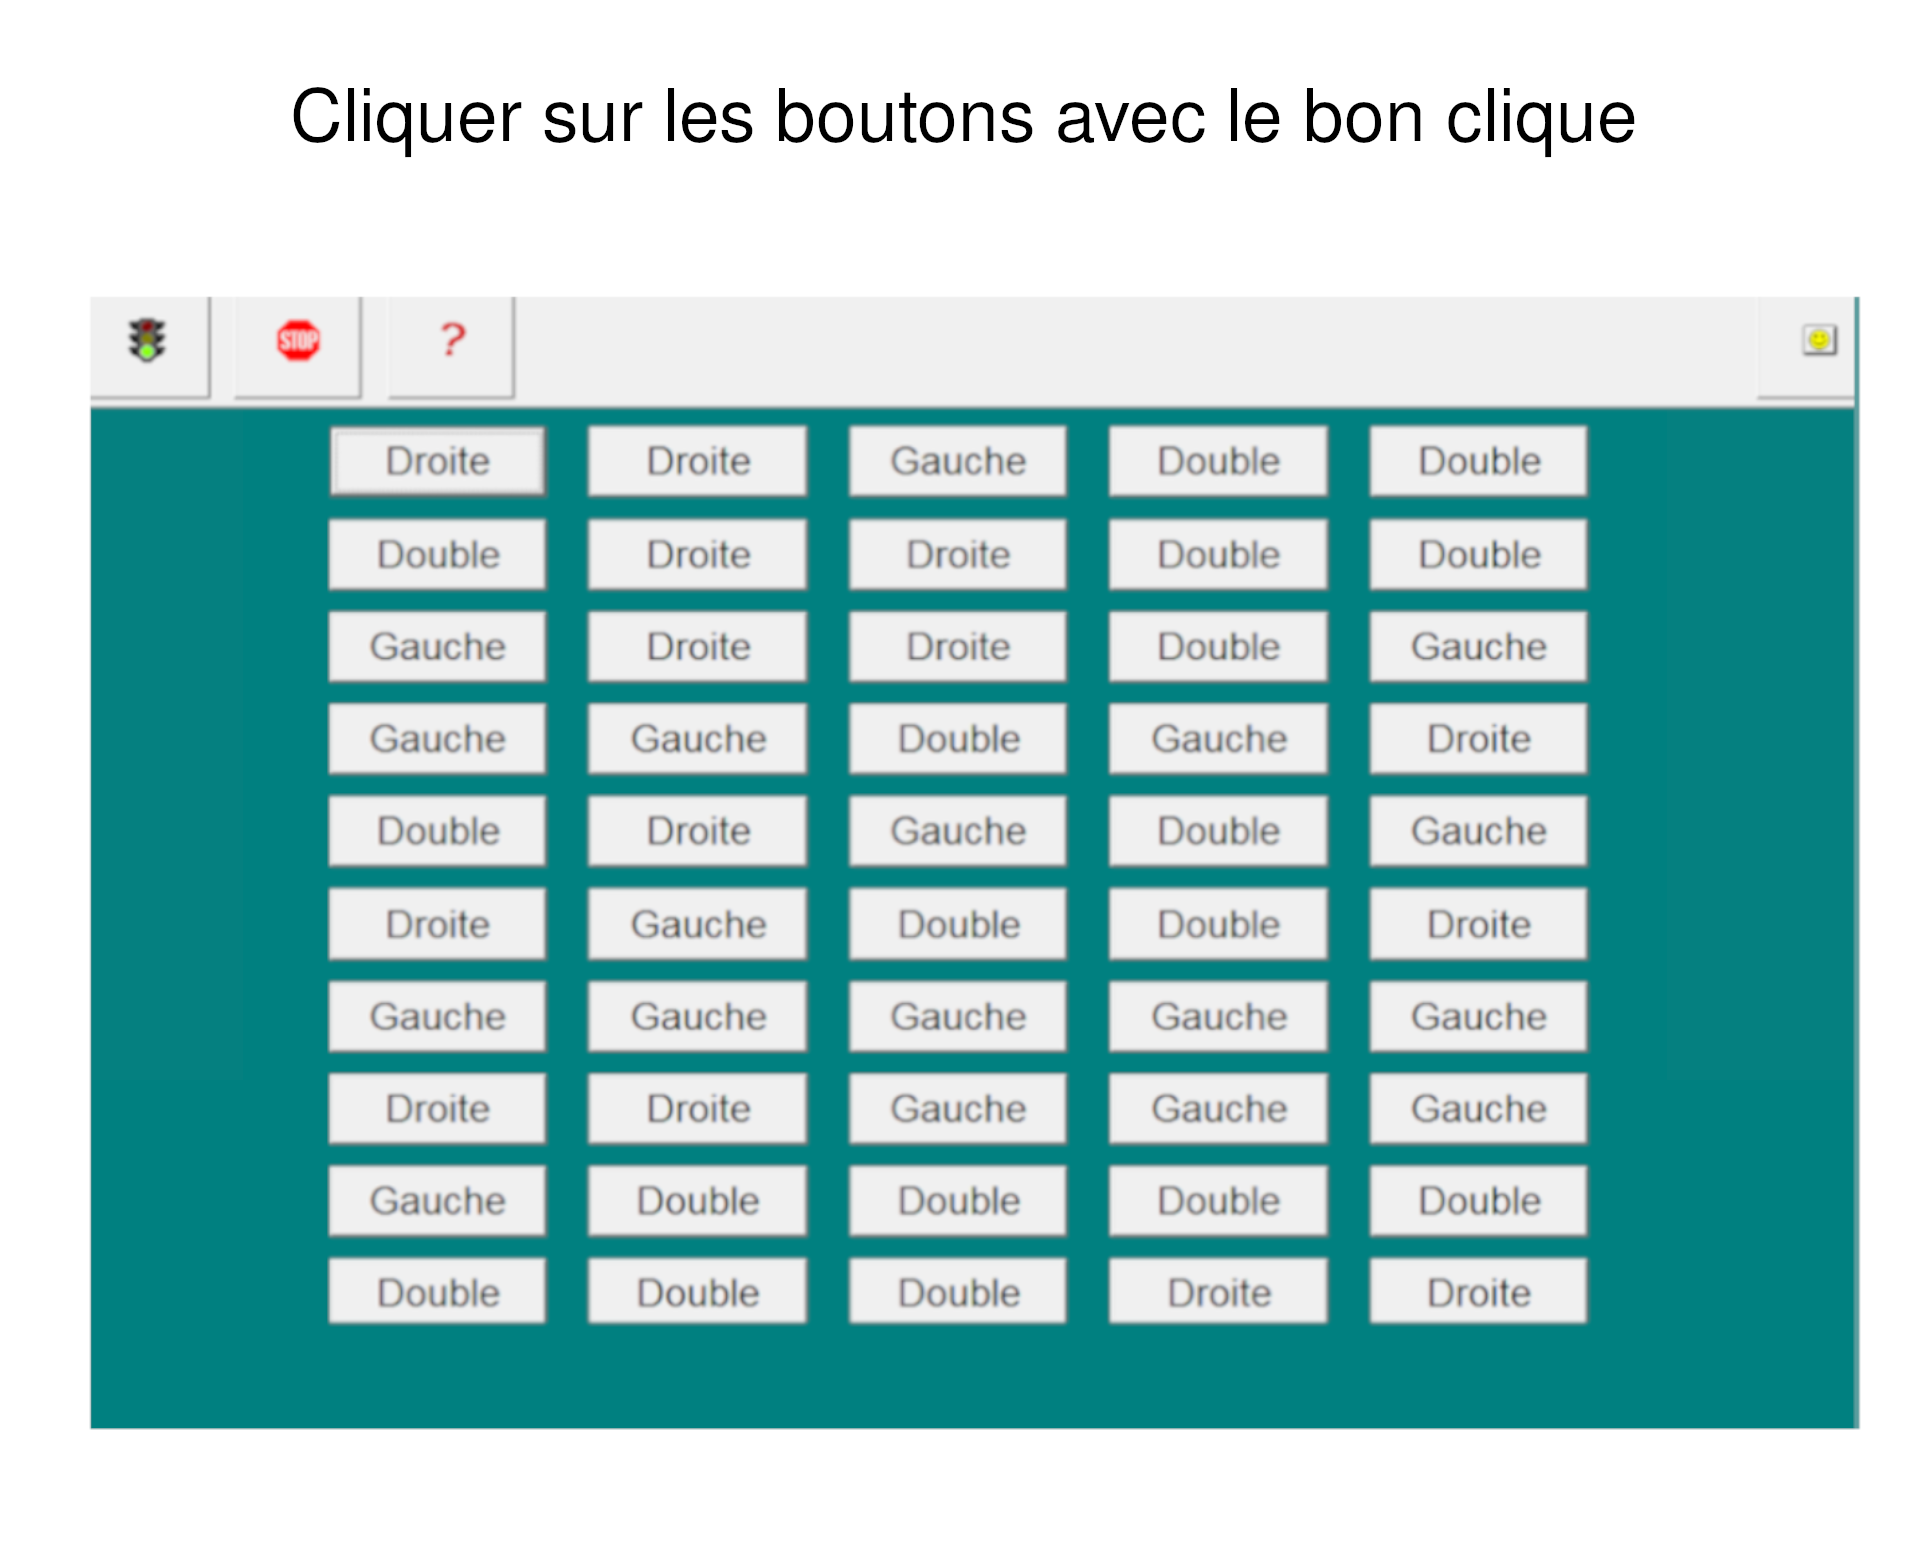 Cliquer sur les boutons avec le bon clique
STOP ?
Droite Droite Gauche Double Double
Double Droite Droite Double Double
Gauche Droite Droite Double Gauche
Gauche Gauche Double Gauche Droite
Double Droite Gauche Double Gauche
Droite Gauche Double Double Droite
Gauche Gauche Gauche Gauche Gauche
Droite Droite Gauche Gauche Gauche
Gauche Double Double Double Double
Double Double Double Droite Droite